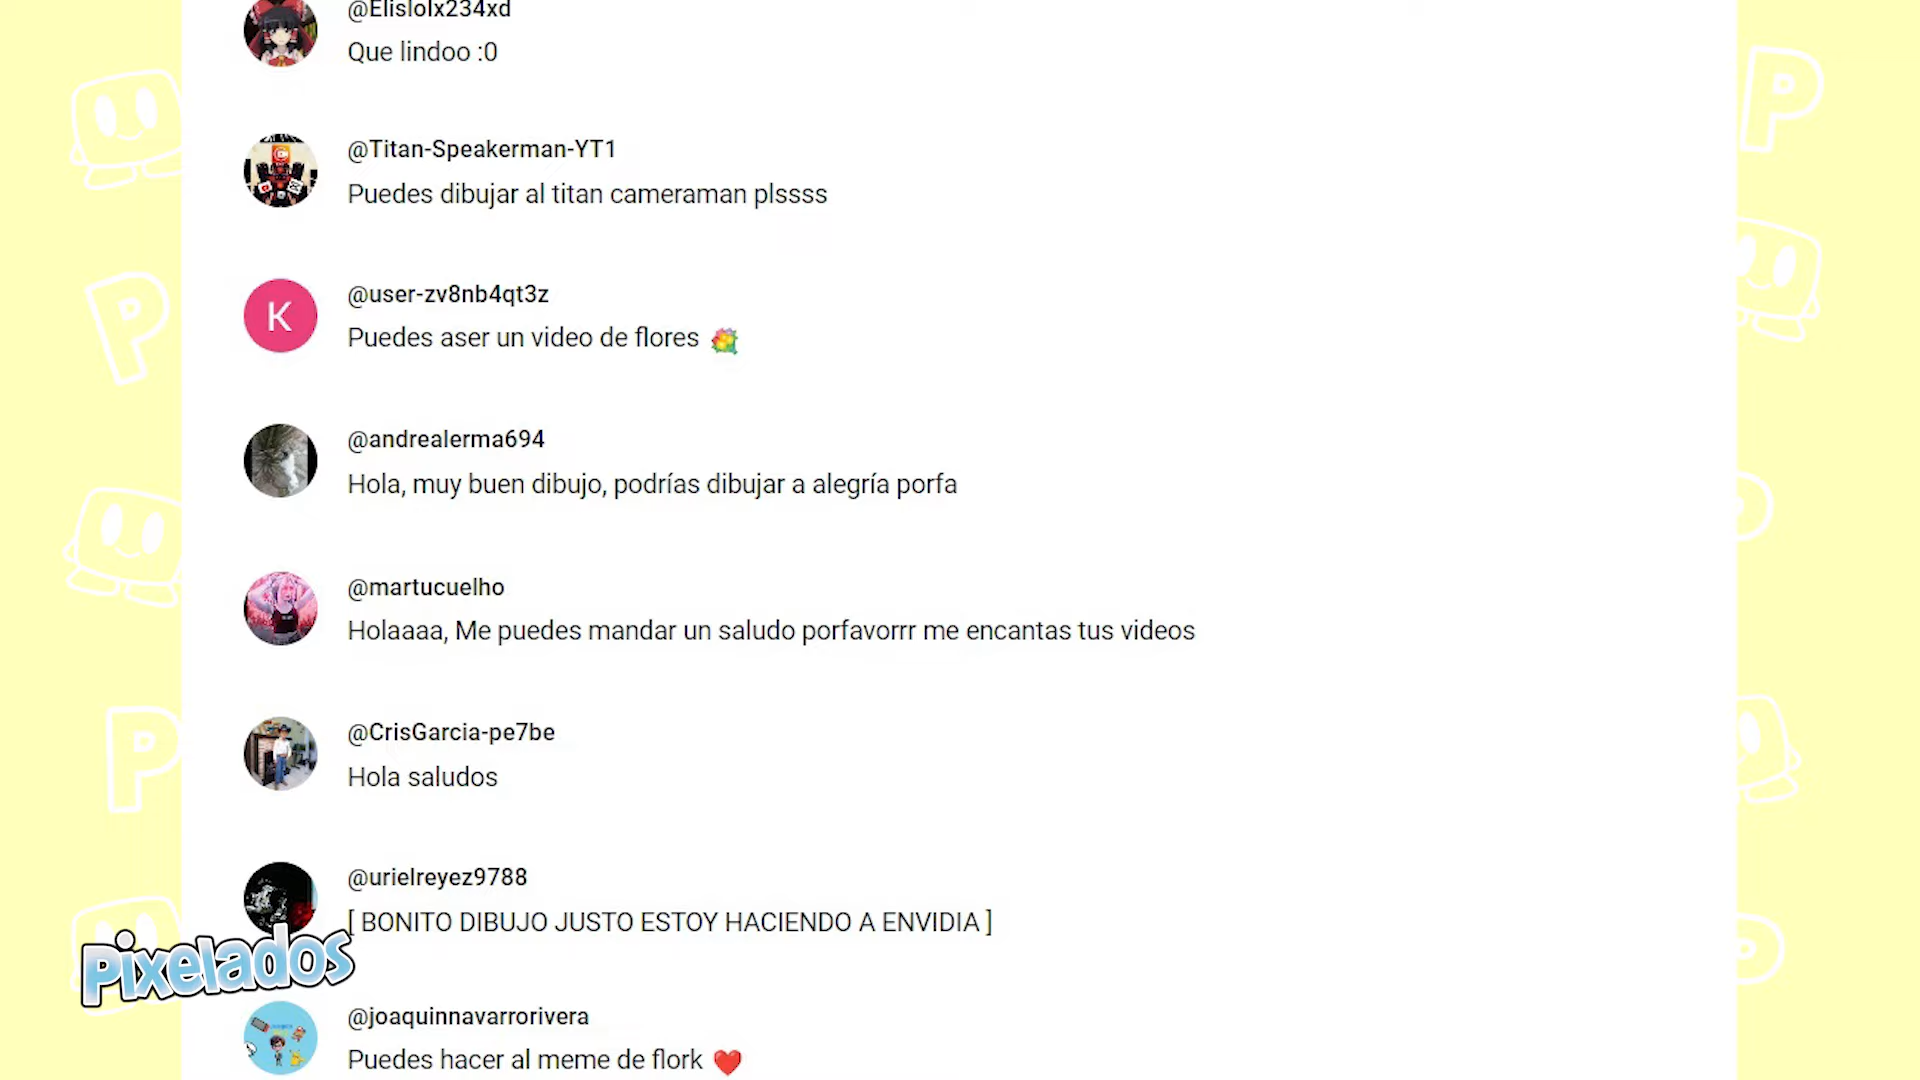 @Elislolx234xd
Que lindoo :0
@Titan-Speakerman-YT1
Puedes dibujar al titan cameraman plssss
K
@user-zv8nb4qt3z
Puedes aser un video de flores
@andrealerma694
Hola, muy buen dibujo, podrías dibujar a alegría porfa
@martucuelho
Holaaaa, Me puedes mandar un saludo porfavorrr me encantas tus videos
@CrisGarcia-pe7be
Hola saludos
@urielreyez9788
[ BONITO DIBUJO JUSTO ESTOY HACIENDO A ENVIDIA ]
Pixelados
@joaquinnavarrorivera
Puedes hacer al meme de flork ❤️